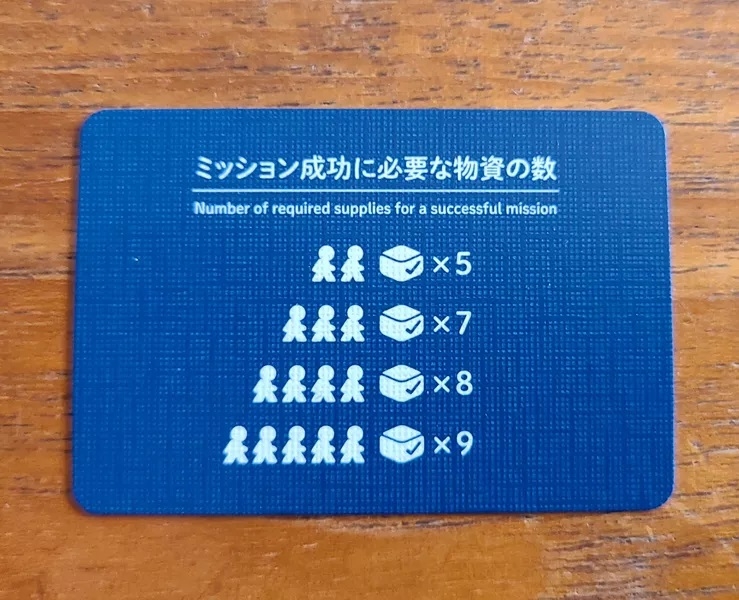 ミッション成功に必要な物資の数
Number of required supplies for a successful mission
×5
×7
×8
×9